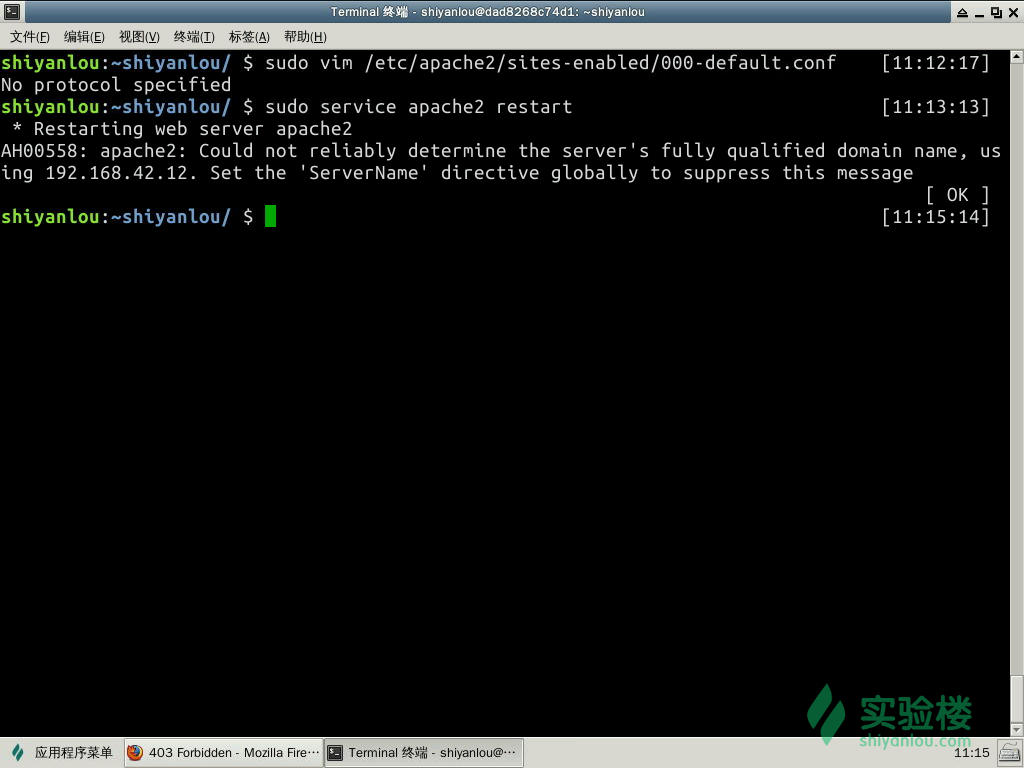 Terminal 终端 - shiyanlou@dad8268c74d1: ~shiyanlou
文件(F) 编辑(E) 视图(V) 终端(T) 标签(A) 帮助(H)
shiyanlou:~shiyanlou/ $ sudo vim /etc/apache2/sites-enabled/000-default.conf [11:12:17]
No protocol specified
shiyanlou:~shiyanlou/ $ sudo service apache2 restart [11:13:13]
* Restarting web server apache2
AH00558: apache2: Could not reliably determine the server's fully qualified domain name, us
ing 192.168.42.12. Set the 'ServerName' directive globally to suppress this message
[ OK ]
shiyanlou:~shiyanlou/ $ [11:15:14]
实验楼
shiyanlou.com
应用程序菜单 403 Forbidden - Mozilla Fire··· Terminal 终端 - shiyanlou@··· 11:15